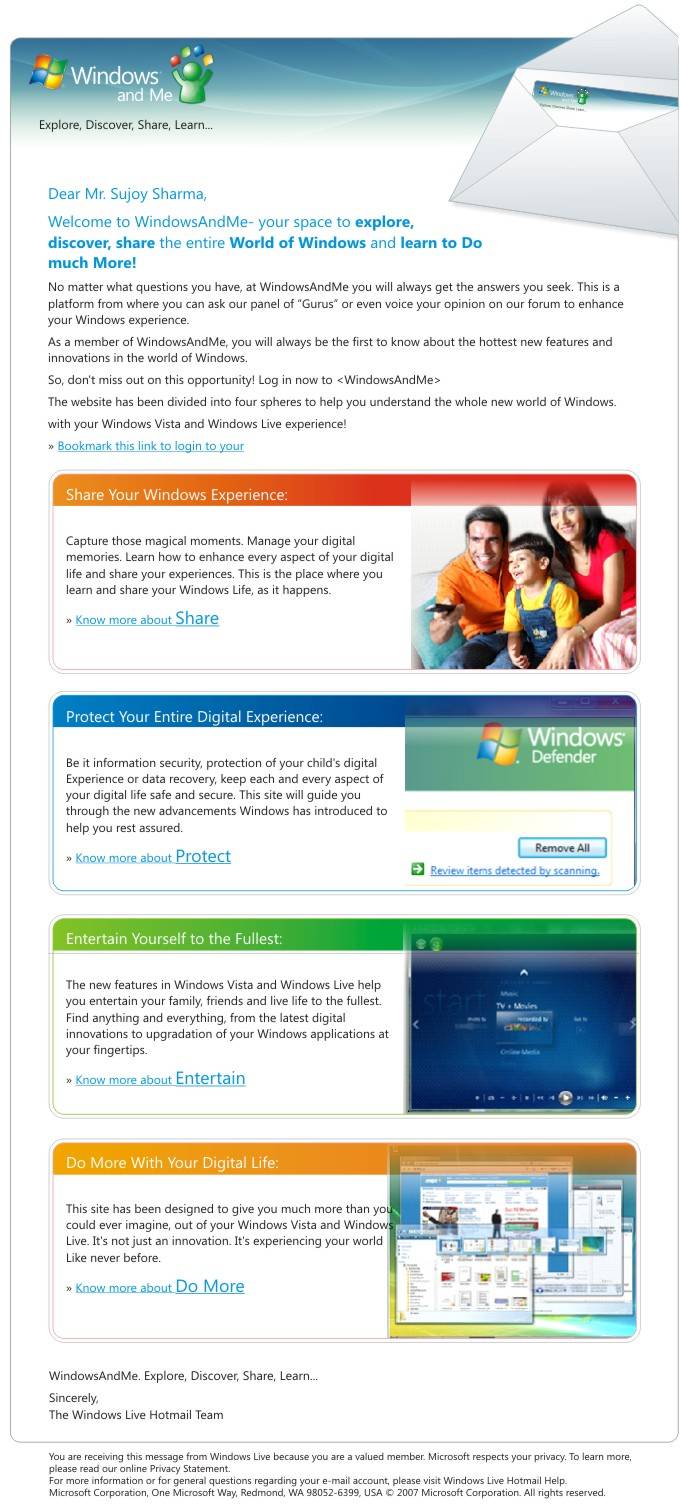 Windows
and Me
Explore, Discover, Share, Learn...
Windows
Dear Mr. Sujoy Sharma,
Welcome to WindowsAndMe- your space to explore,
discover, share the entire World of Windows and learn to Do
much More!
No matter what questions you have, at WindowsAndMe you will always get the answers you seek. This is a
platform from where you can ask our panel of “Gurus” or even voice your opinion on our forum to enhance
your Windows experience.
As a member of WindowsAndMe, you will always be the first to know about the hottest new features and
innovations in the world of Windows.
So, don't miss out on this opportunity! Log in now to <WindowsAndMe>
The website has been divided into four spheres to help you understand the whole new world of Windows.
with your Windows Vista and Windows Live experience!
» Bookmark this link to login to your
Share Your Windows Experience:
Capture those magical moments. Manage your digital
memories. Learn how to enhance every aspect of your digital
life and share your experiences. This is the place where you
learn and share your Windows Life, as it happens.
» Know more about Share
Protect Your Entire Digital Experience:
Be it information security, protection of your child's digital
Experience or data recovery, keep each and every aspect of
your digital life safe and secure. This site will guide you
through the new advancements Windows has introduced to
help you rest assured.
» Know more about Protect
Windows
Defender
Remove All
Review items detected by scanning.
Entertain Yourself to the Fullest:
The new features in Windows Vista and Windows Live help
you entertain your family, friends and live life to the fullest.
Find anything and everything, from the latest digital
innovations to upgradation of your Windows applications at
your fingertips.
» Know more about Entertain
start
Music
TV + Movies
recorded tv
Online Media
Do More With Your Digital Life:
This site has been designed to give you much more than you
could ever imagine, out of your Windows Vista and Windows
Live. It's not just an innovation. It's experiencing your world
Like never before.
» Know more about Do More
WindowsAndMe. Explore, Discover, Share, Learn...
Sincerely,
The Windows Live Hotmail Team
You are receiving this message from Windows Live because you are a valued member. Microsoft respects your privacy. To learn more,
please read our online Privacy Statement.
For more information or for general questions regarding your e-mail account, please visit Windows Live Hotmail Help.
Microsoft Corporation, One Microsoft Way, Redmond, WA 98052-6399, USA © 2007 Microsoft Corporation. All rights reserved.